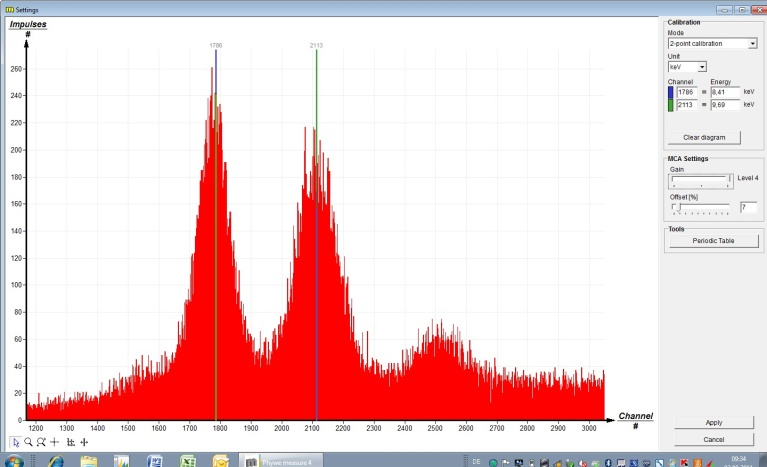 Settings
Impulses
#
1786
2113
260
240
220
200
180
160
140
120
100
80
60
40
20
0
1200 1300 1400 1500 1600 1700 1800 1900 2000 2100 2200 2300 2400 2500 2600 2700 2800 2900 3000
Channel
#
Calibration
Mode
2-point calibration
Unit
keV
Channel Energy
1786 = 8,41 keV
2113 = 9,69 keV
Clear diagram
MCA Settings
Gain
Level 4
Offset [%]
7
Tools
Periodic Table
Apply
Cancel
Phywe measure 4
DE
09:34